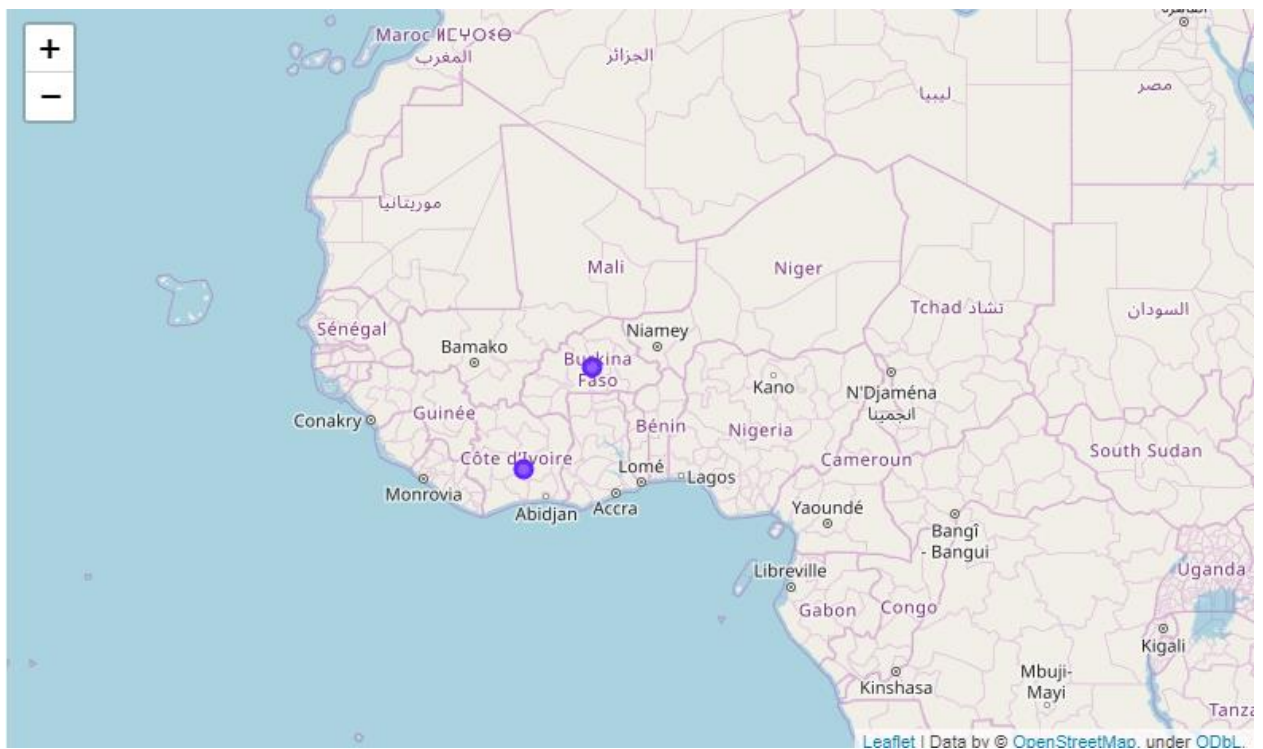 +
−
Maroc ⵍⵎⵖⵔⵉⴱ
المغرب
الجزائر
ليبيا
القاهرة
مصر
موريتانيا
Mali
Niger
Tchad تشاد
السودان
Sénégal
Bamako
Niamey
Burkina
Faso
Kano
N'Djaména
انجمينا
Guinée
Conakry
Bénin
Nigeria
Cameroun
South Sudan
Côte d'Ivoire
Lomé
Lagos
Monrovia
Abidjan
Accra
Yaoundé
Bangî
- Bangui
Libreville
Uganda
Gabon
Congo
Kigali
Kinshasa
Mbuji-
Mayi
Tanza
Leaflet | Data by © OpenStreetMap, under ODbL.